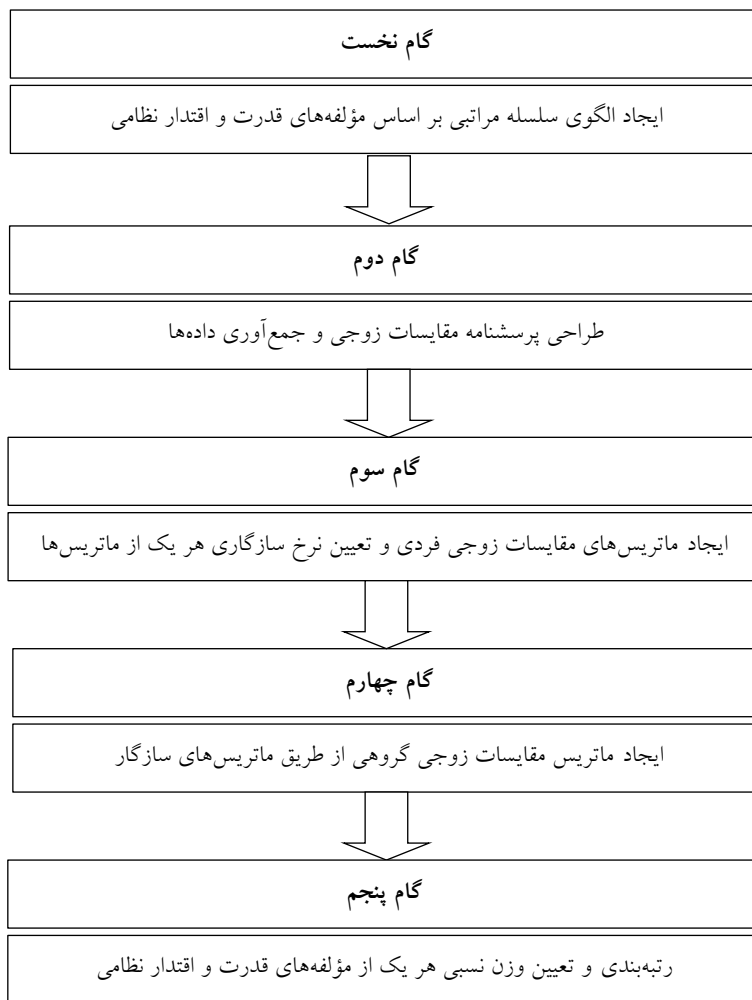 گام نخست
ایجاد الگوی سلسله مراتبی بر اساس مؤلفه‌های قدرت و اقتدار نظامی
گام دوم
طراحی پرسشنامه مقایسات زوجی و جمع‌آوری داده‌ها
گام سوم
ایجاد ماتریس‌های مقایسات زوجی فردی و تعیین نرخ سازگاری هر یک از ماتریس‌ها
گام چهارم
ایجاد ماتریس مقایسات زوجی گروهی از طریق ماتریس‌های سازگار
گام پنجم
رتبه‌بندی و تعیین وزن نسبی هر یک از مؤلفه‌های قدرت و اقتدار نظامی